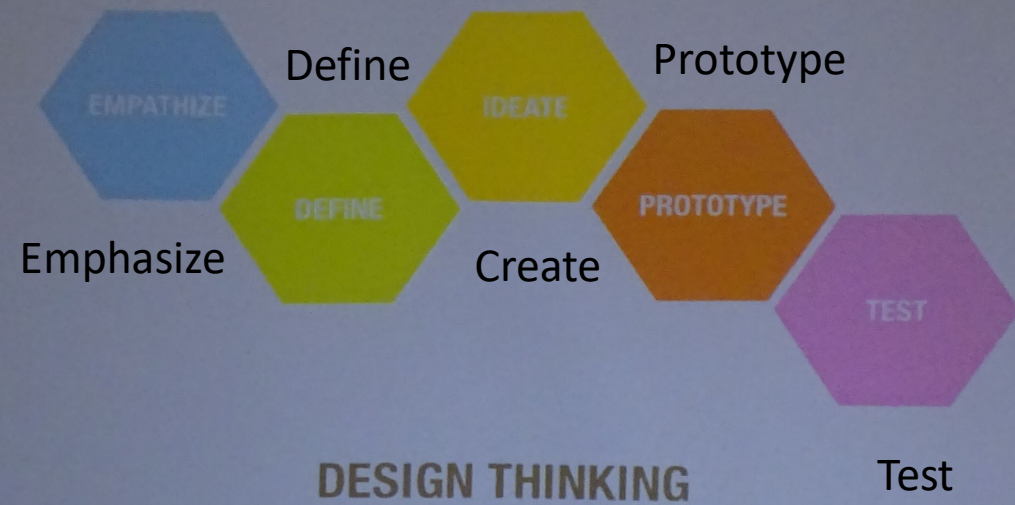 EMPATHIZE
Define
IDEATE
Prototype
DEFINE
PROTOTYPE
Emphasize
Create
TEST
DESIGN THINKING
Test